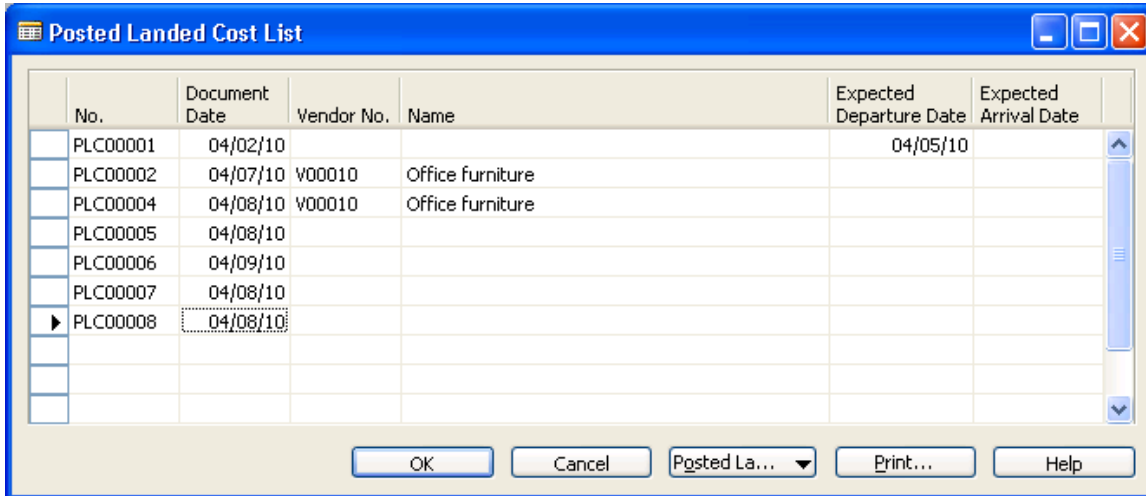 Posted Landed Cost List
No. Document Date Vendor No. Name Expected Departure Date Expected Arrival Date
PLC00001 04/02/10 04/05/10
PLC00002 04/07/10 V00010 Office furniture
PLC00004 04/08/10 V00010 Office furniture
PLC00005 04/08/10
PLC00006 04/09/10
PLC00007 04/08/10
PLC00008 04/08/10
OK Cancel Posted La... Print... Help